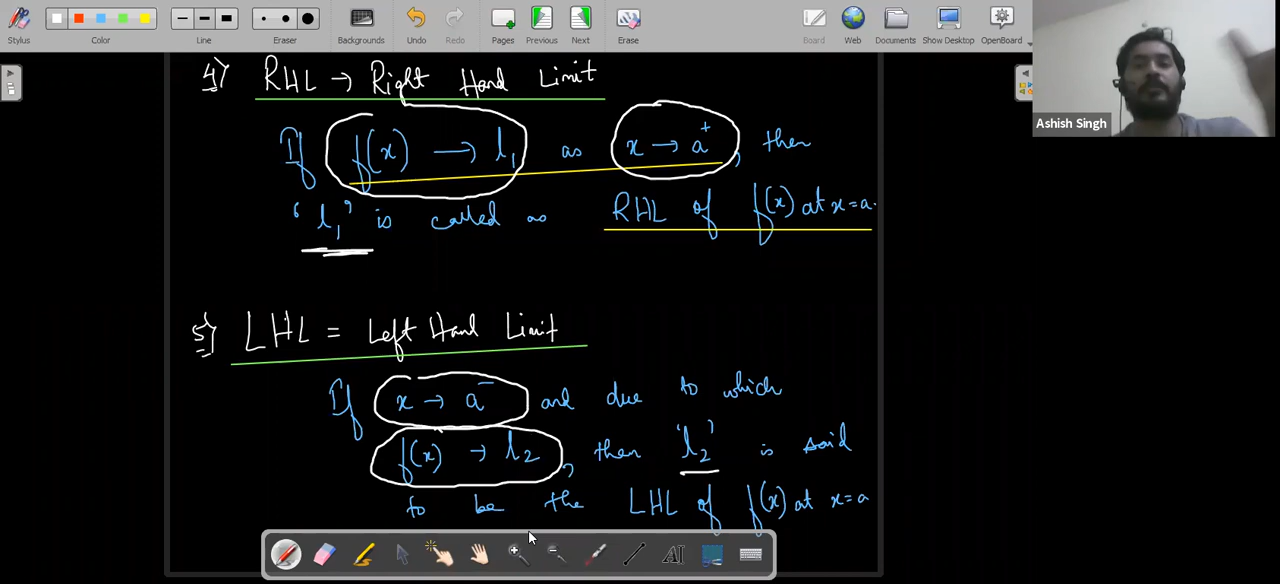 Stylus
Color
Line
Eraser
Backgrounds
Undo
Redo
Pages
Previous
Next
Erase
Board
Web
Documents
Show Desktop
OpenBoard
Ashish Singh
4) RHL → Right Hand Limit
If f(x) → l₁ as x → a⁺, then
'l₁' is called as RHL of f(x) at x=a.
5) LHL = Left Hand Limit
If x → a⁻ and due to which
f(x) → l₂, then 'l₂' is said
to be the LHL of f(x) at x=a
AI